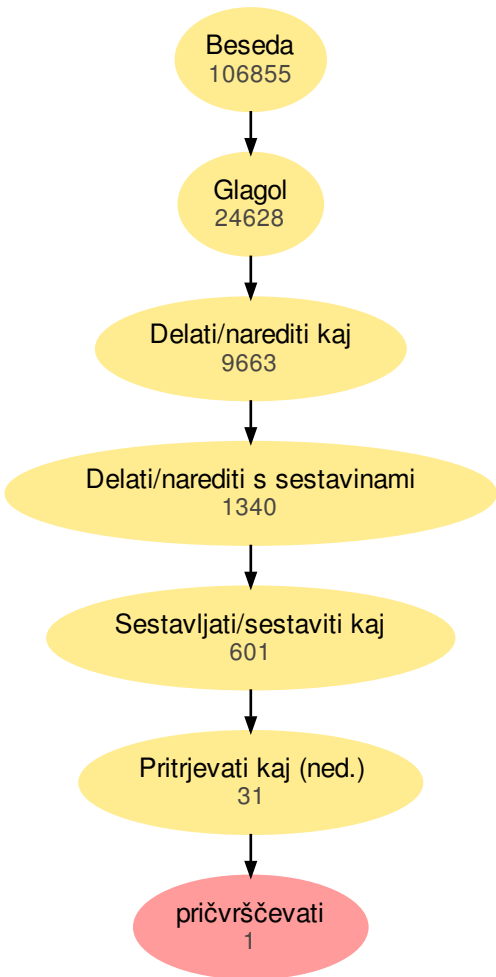 Beseda
106855
Glagol
24628
Delati/narediti kaj
9663
Delati/narediti s sestavinami
1340
Sestavljati/sestaviti kaj
601
Pritrjevati kaj (ned.)
31
pričvrščevati
1